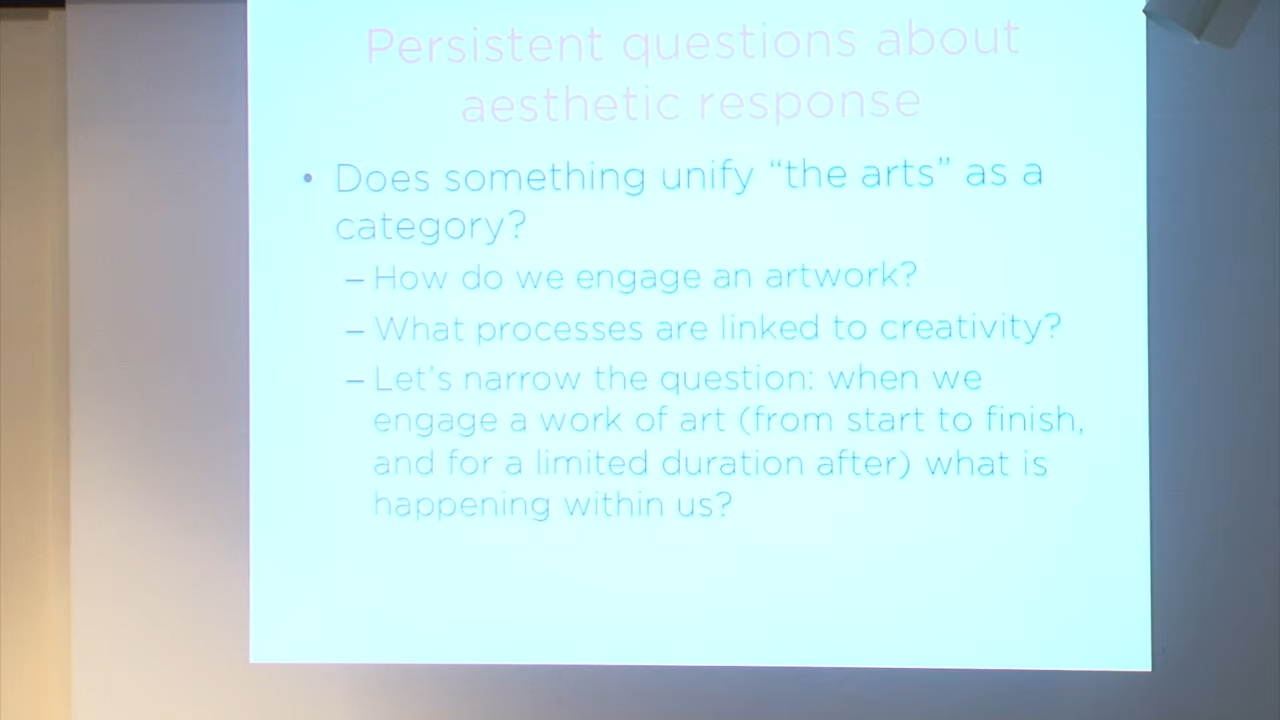 Persistent questions about
aesthetic response
• Does something unify “the arts” as a
category?
– How do we engage an artwork?
– What processes are linked to creativity?
– Let’s narrow the question: when we
engage a work of art (from start to finish,
and for a limited duration after) what is
happening within us?